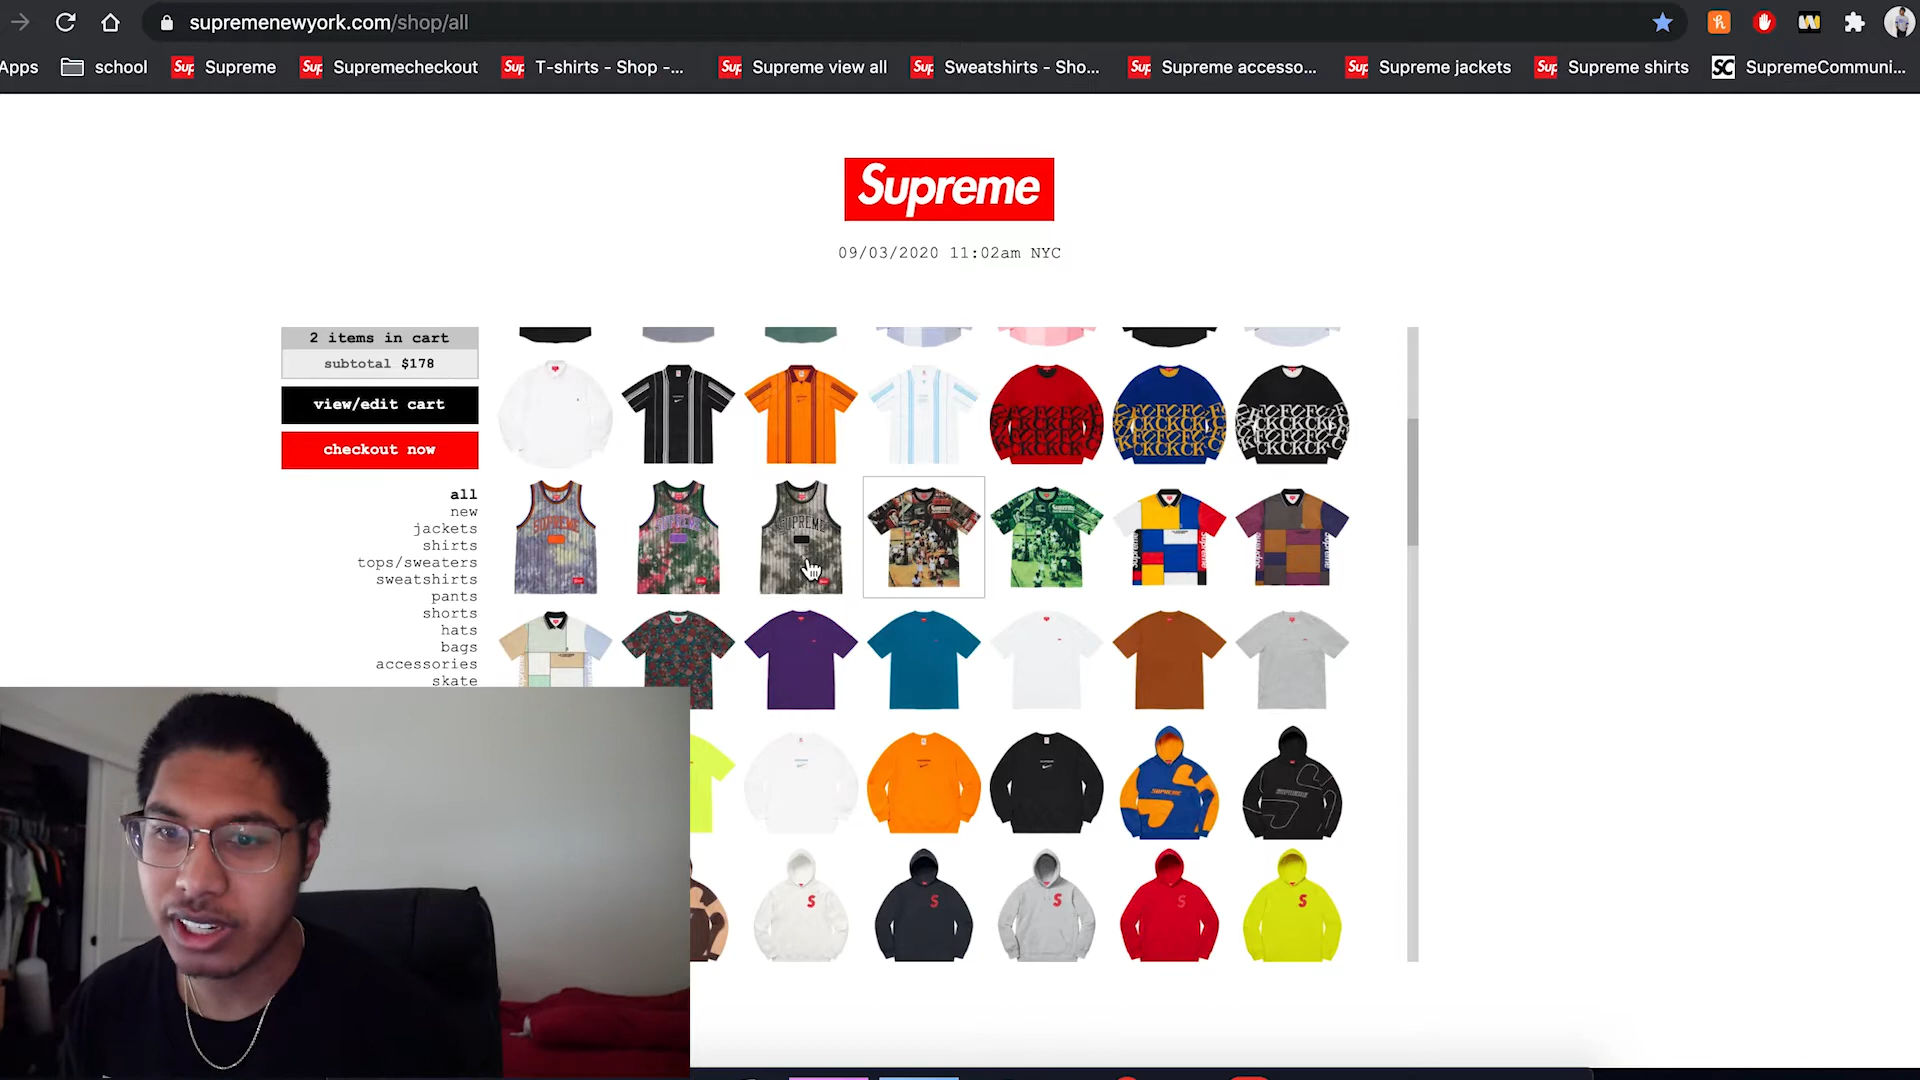 supremenewyork.com/shop/all
Apps school Supreme Supremecheckout T-shirts - Shop -... Supreme view all Sweatshirts - Sho... Supreme accesso... Supreme jackets Supreme shirts SupremeCommuni...
Supreme
09/03/2020 11:02am NYC
2 items in cart
subtotal $178
view/edit cart
checkout now
all
new
jackets
shirts
tops/sweaters
sweatshirts
pants
shorts
hats
bags
accessories
skate